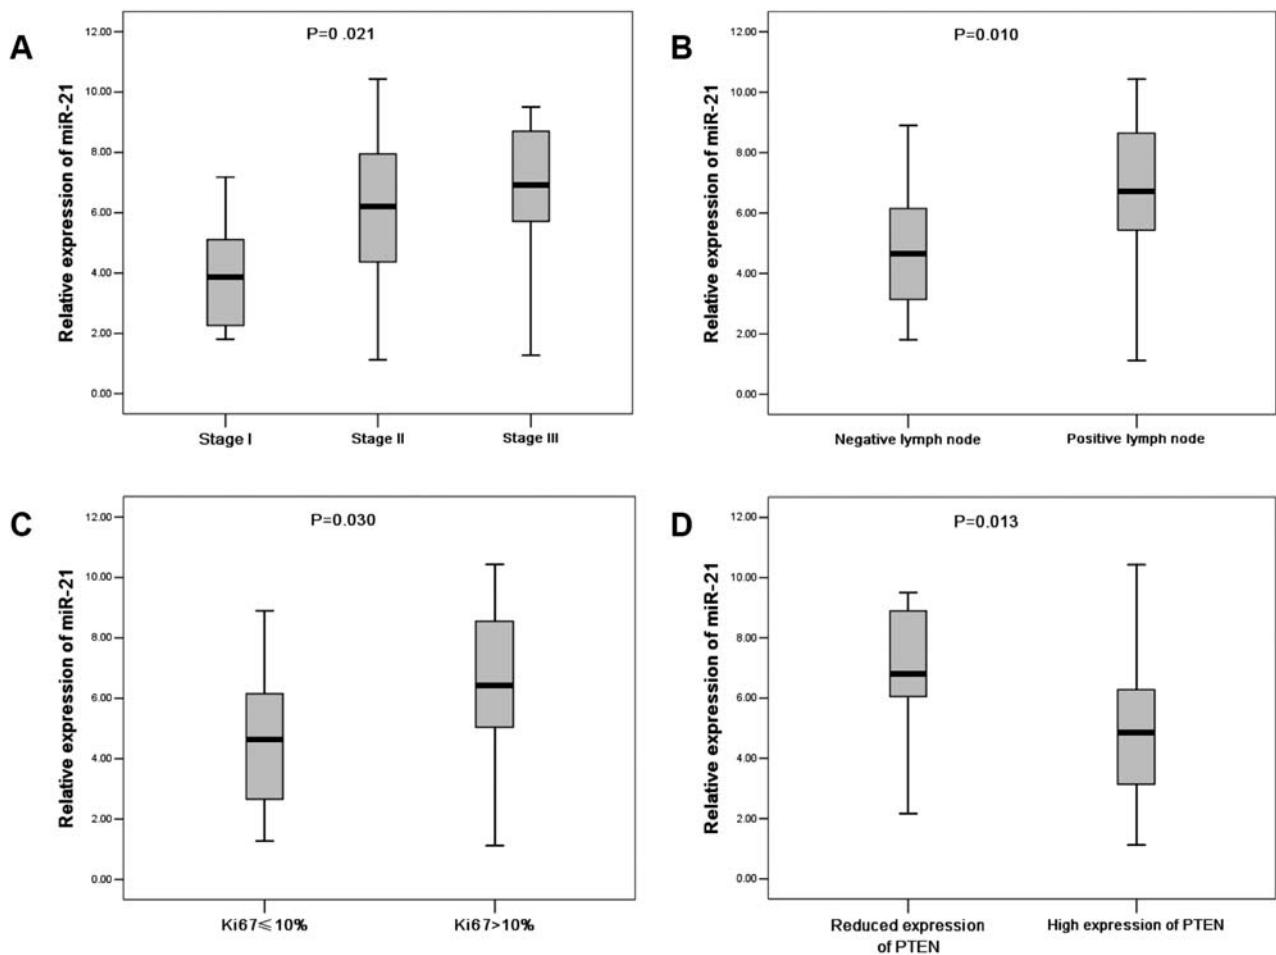 A
P=0 .021
Relative expression of miR-21
12.00
10.00
8.00
6.00
4.00
2.00
0.00
Stage I
Stage II
Stage III
B
P=0.010
Relative expression of miR-21
12.00
10.00
8.00
6.00
4.00
2.00
0.00
Negative lymph node
Positive lymph node
C
P=0.030
Relative expression of miR-21
12.00
10.00
8.00
6.00
4.00
2.00
0.00
Ki67≤10%
Ki67>10%
D
P=0.013
Relative expression of miR-21
12.00
10.00
8.00
6.00
4.00
2.00
0.00
Reduced expression
of PTEN
High expression of PTEN